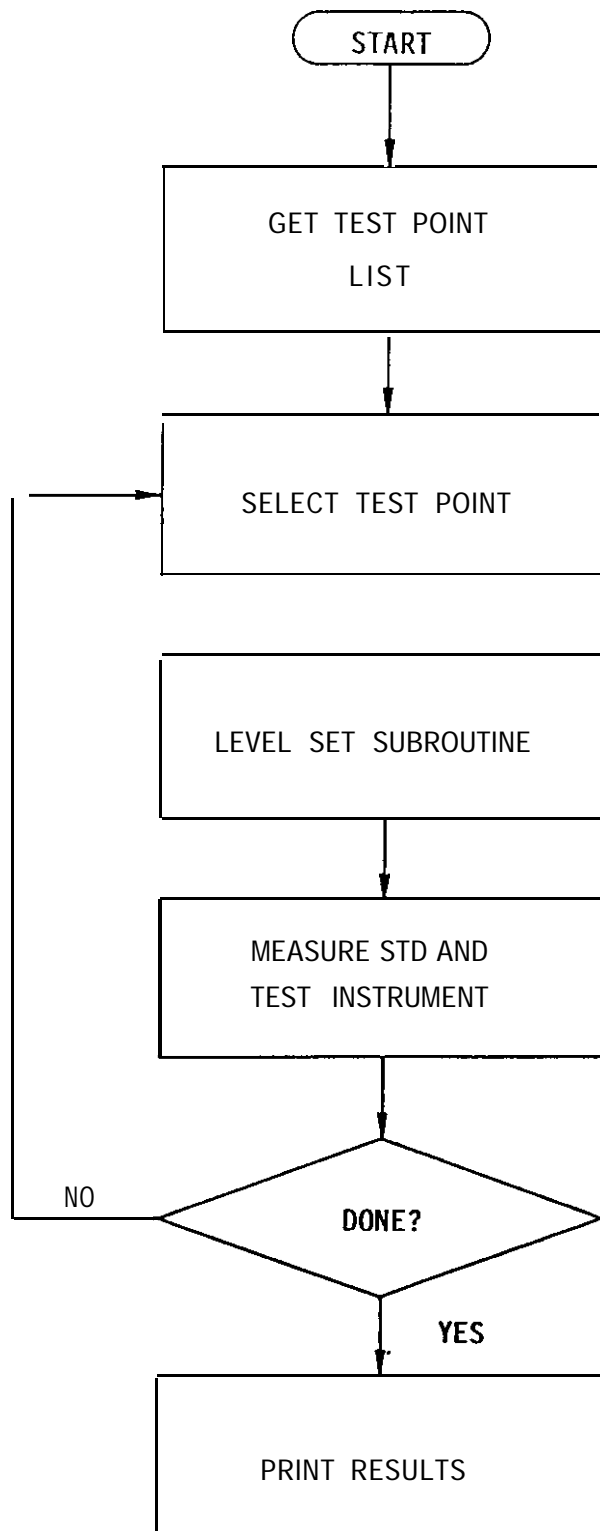 START
GET TEST POINT
LIST
SELECT TEST POINT
LEVEL SET SUBROUTINE
MEASURE STD AND
TEST INSTRUMENT
NO
DONE?
YES
PRINT RESULTS